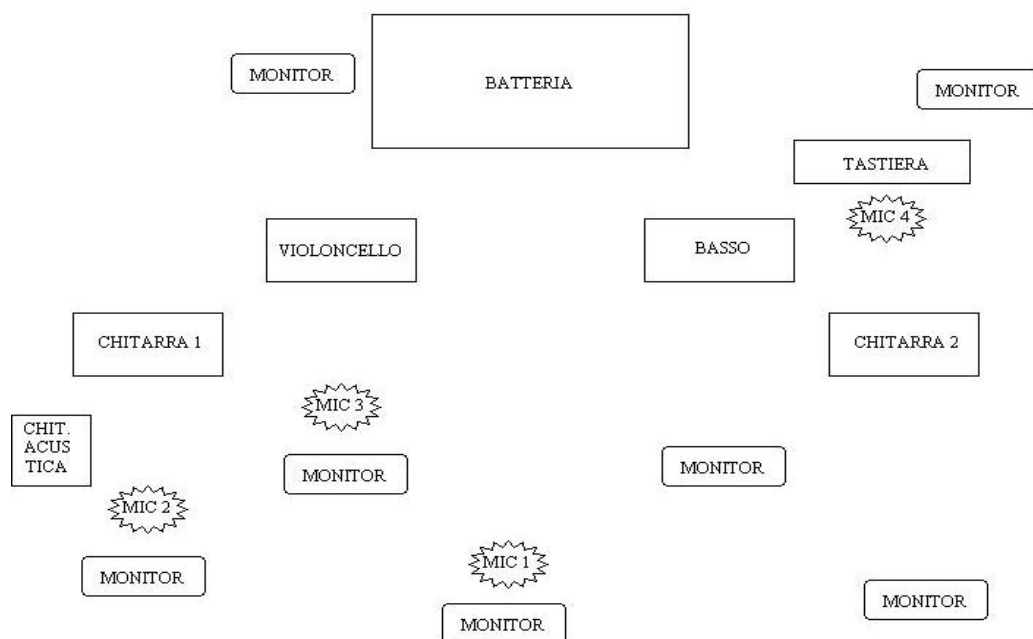 MONITOR
BATTERIA
MONITOR
TASTIERA
MIC 4
VIOLONCELLO
BASSO
CHITARRA 1
CHITARRA 2
MIC 3
CHIT.
ACUS
TICA
MONITOR
MONITOR
MIC 2
MIC 1
MONITOR
MONITOR
MONITOR